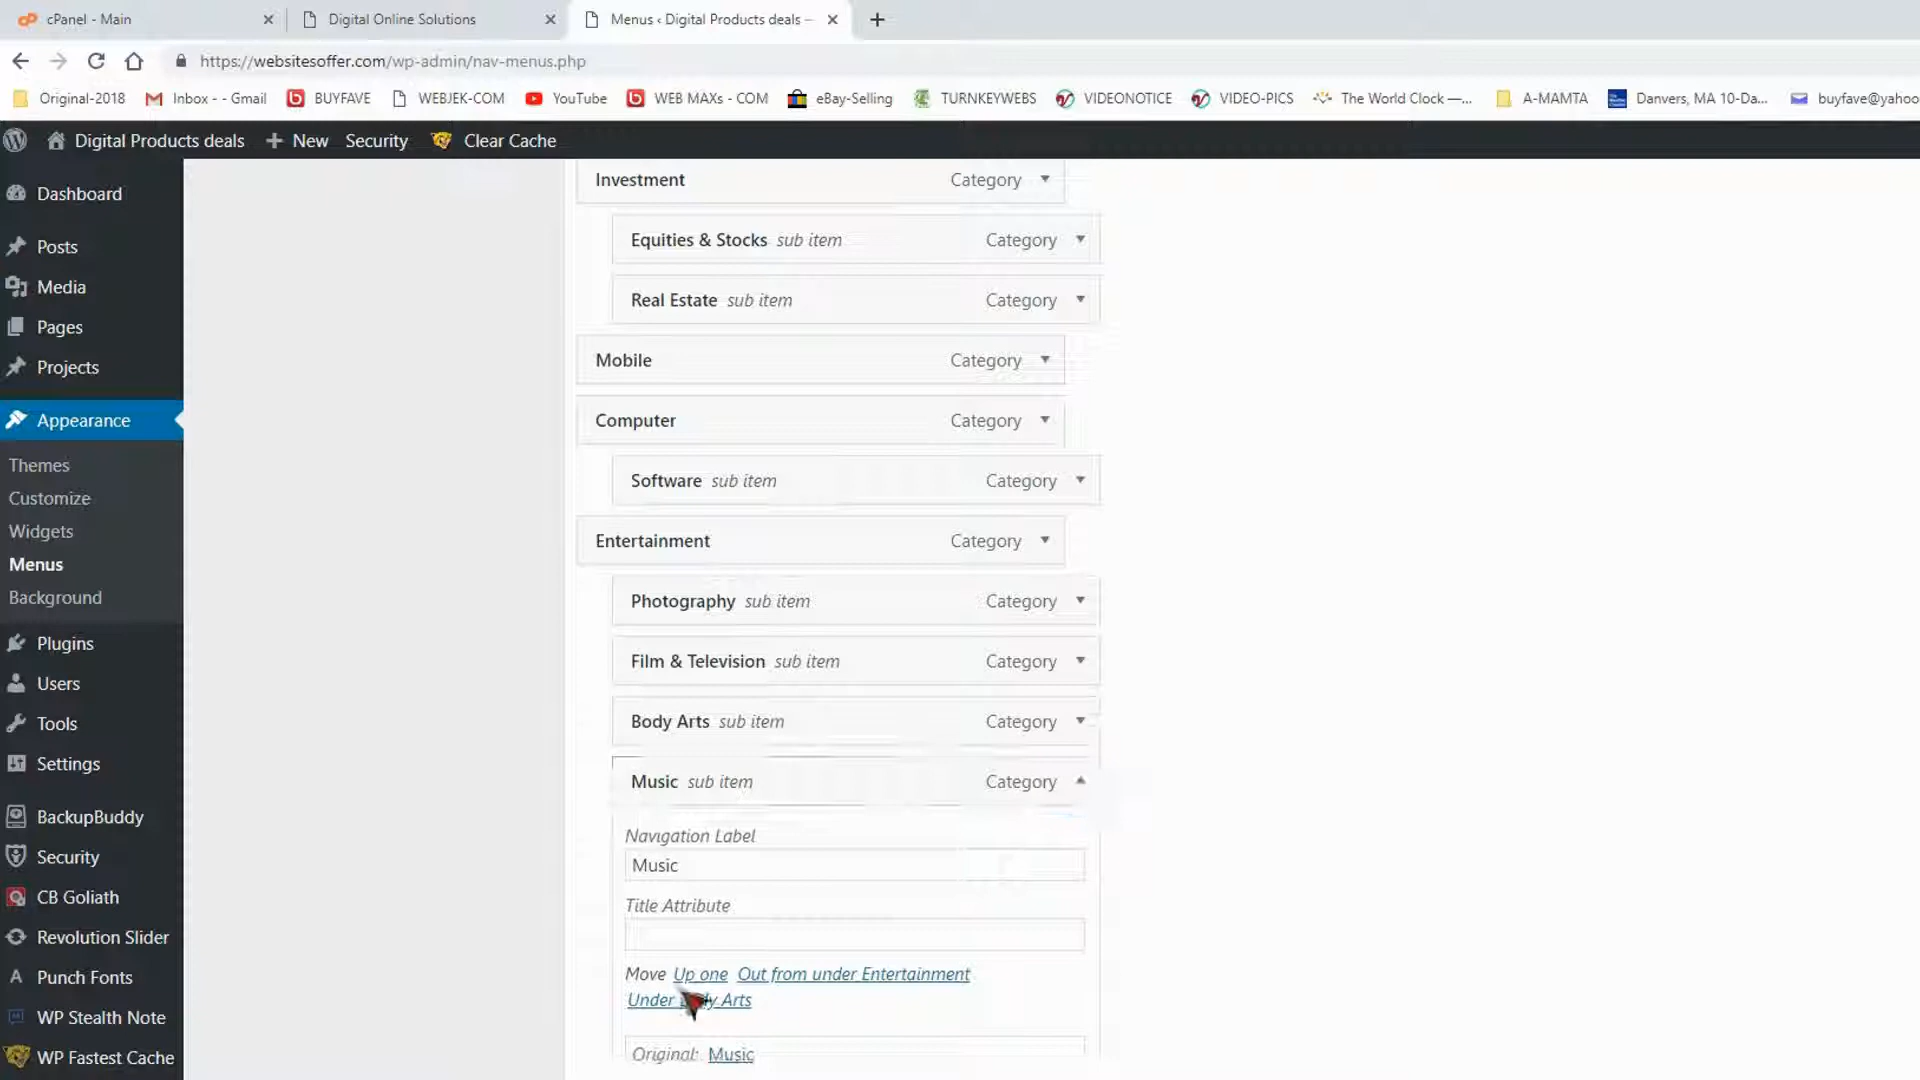 cPanel - Main
Digital Online Solutions
Menus ‹ Digital Products deals —
https://websitesoffer.com/wp-admin/nav-menus.php
Original-2018
Inbox - - Gmail
BUYFAVE
WEBJEK-COM
YouTube
WEB MAXs - COM
eBay-Selling
TURNKEYWEBS
VIDEONOTICE
VIDEO-PICS
The World Clock —...
A-MAMTA
Danvers, MA 10-Da...
buyfave@yahoo
Digital Products deals
New
Security
Clear Cache
Dashboard
Posts
Media
Pages
Projects
Appearance
Themes
Customize
Widgets
Menus
Background
Plugins
Users
Tools
Settings
BackupBuddy
Security
CB Goliath
Revolution Slider
Punch Fonts
WP Stealth Note
WP Fastest Cache
Investment Category
Equities & Stocks sub item Category
Real Estate sub item Category
Mobile Category
Computer Category
Software sub item Category
Entertainment Category
Photography sub item Category
Film & Television sub item Category
Body Arts sub item Category
Music sub item Category
Navigation Label
Music
Title Attribute
Move Up one Out from under Entertainment
Under Body Arts
Original: Music